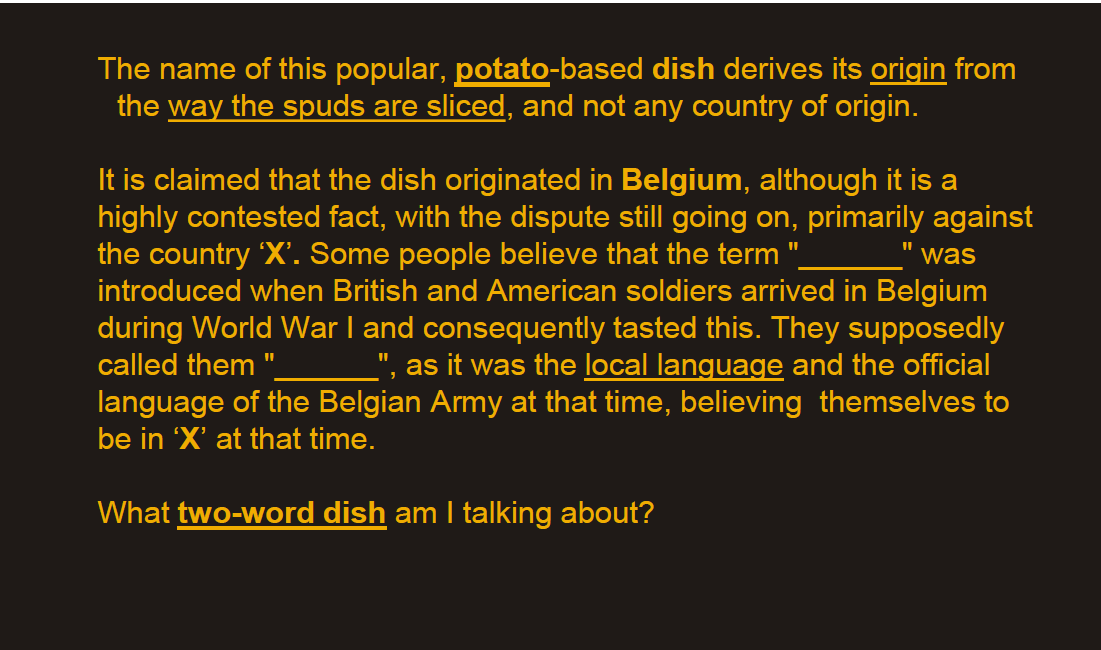 The name of this popular, potato-based dish derives its origin from
the way the spuds are sliced, and not any country of origin.
It is claimed that the dish originated in Belgium, although it is a
highly contested fact, with the dispute still going on, primarily against
the country ‘X’. Some people believe that the term "______" was
introduced when British and American soldiers arrived in Belgium
during World War I and consequently tasted this. They supposedly
called them "______", as it was the local language and the official
language of the Belgian Army at that time, believing  themselves to
be in ‘X’ at that time.
What two-word dish am I talking about?